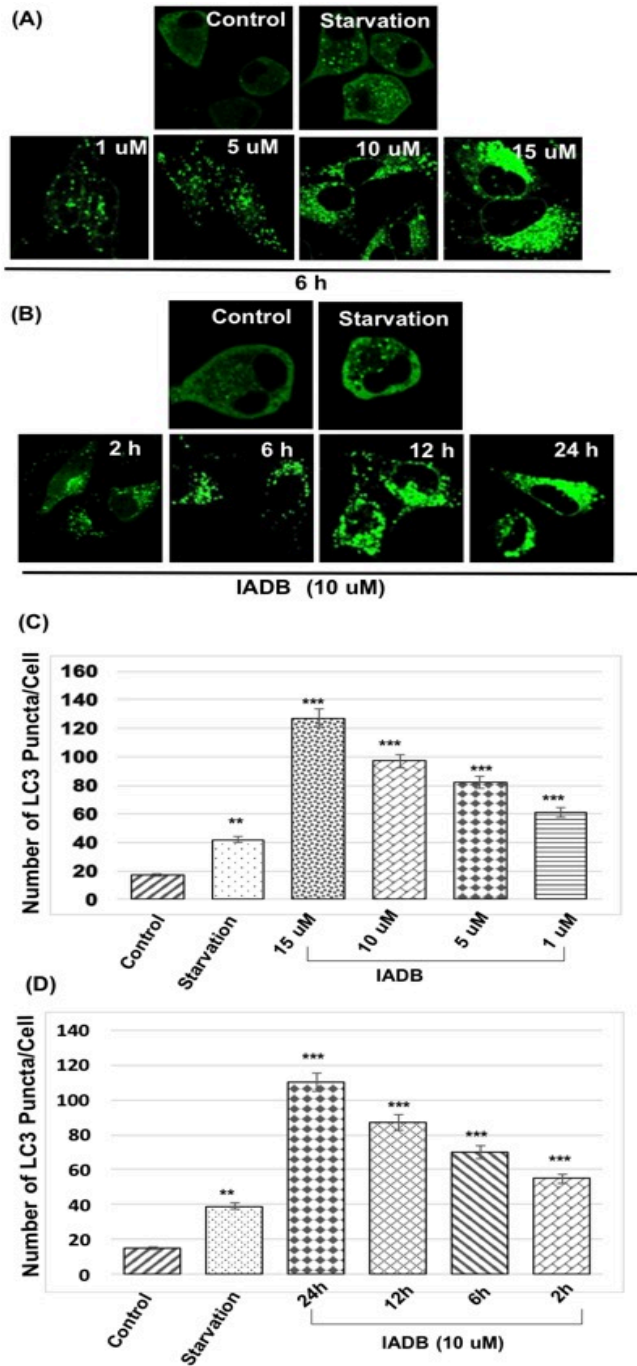 (A)
Control Starvation
1 uM 5 uM 10 uM 15 uM
6 h
(B)
Control Starvation
2 h 6 h 12 h 24 h
IADB (10 uM)
(C)
Number of LC3 Puncta/Cell
160
140
120
100
80
60
40
20
0
**
***
***
***
***
Control Starvation 15 uM 10 uM 5 uM 1 uM
IADB
(D)
Number of LC3 Puncta/Cell
140
120
100
80
60
40
20
0
**
***
***
***
***
Control Starvation 24h 12h 6h 2h
IADB (10 uM)